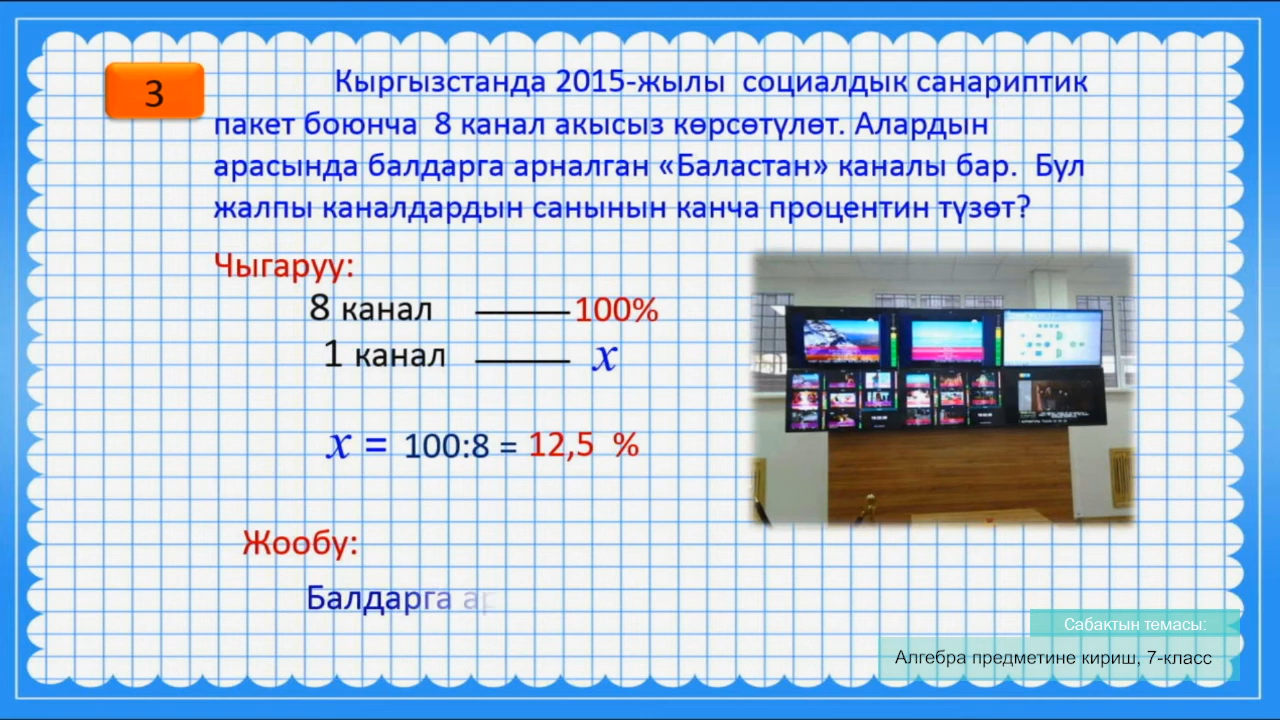 3
Кыргызстанда 2015-жылы социалдык санариптик
пакет боюнча 8 канал акысыз көрсөтүлөт. Алардын
арасында балдарга арналган «Баластан» каналы бар. Бул
жалпы каналдардын санынын канча процентин түзөт?
Чыгаруу:
8 канал 100%
1 канал x
x = 100:8 = 12,5 %
Жообу:
Балдарга
Сабактын темасы:
Алгебра предметине кириш, 7-класс